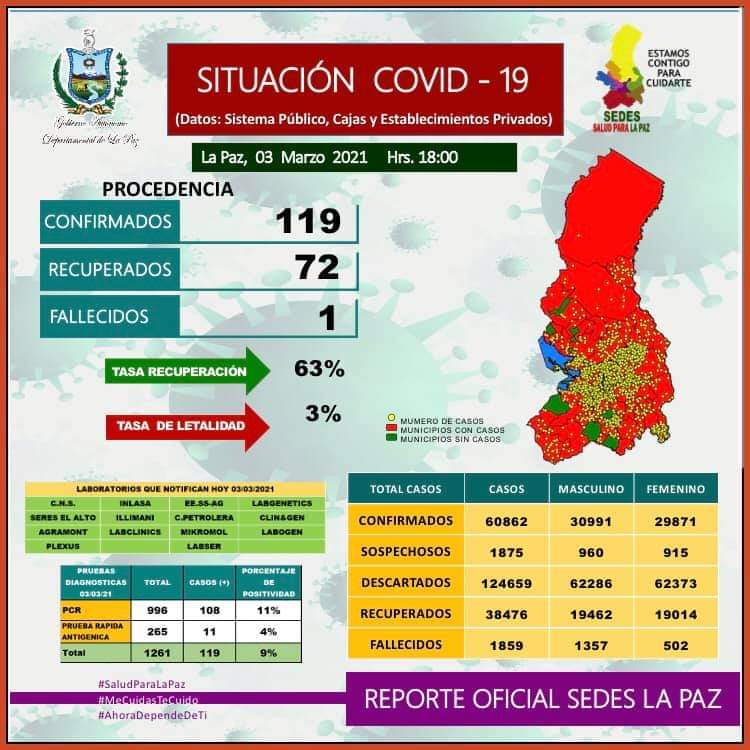 Gobierno Autónomo
Departamental de La Paz
SITUACIÓN COVID - 19
(Datos: Sistema Público, Cajas y Establecimientos Privados)
ESTAMOS
CONTIGO
PARA
CUIDARTE
SEDES
SALUD PARA LA PAZ
La Paz, 03 Marzo 2021 Hrs. 18:00
PROCEDENCIA
CONFIRMADOS 119
RECUPERADOS 72
FALLECIDOS 1
TASA RECUPERACIÓN 63%
TASA DE LETALIDAD 3%
MUMERO DE CASOS
MUNICIPIOS CON CASOS
MUNICIPIOS SIN CASOS
LABORATORIOS QUE NOTIFICAN HOY 03/03/2021
C.N.S. INLASA EE.SS-AG LABGENETICS
SERES EL ALTO ILLIMANI C.PETROLERA CLIN&GEN
AGRAMONT LABCLINICS MIKROMOL LABOGEN
PLEXUS LABSER
PRUEBAS
DIAGNOSTICAS
03/03/21 TOTAL CASOS (+) PORCENTAJE
DE
POSITIVIDAD
PCR 996 108 11%
PRUEBA RAPIDA
ANTIGENICA 265 11 4%
Total 1261 119 9%
TOTAL CASOS CASOS MASCULINO FEMENINO
CONFIRMADOS 60862 30991 29871
SOSPECHOSOS 1875 960 915
DESCARTADOS 124659 62286 62373
RECUPERADOS 38476 19462 19014
FALLECIDOS 1859 1357 502
#SaludParaLaPaz
#MeCuidasTeCuido
#AhoraDependeDeTi
REPORTE OFICIAL SEDES LA PAZ